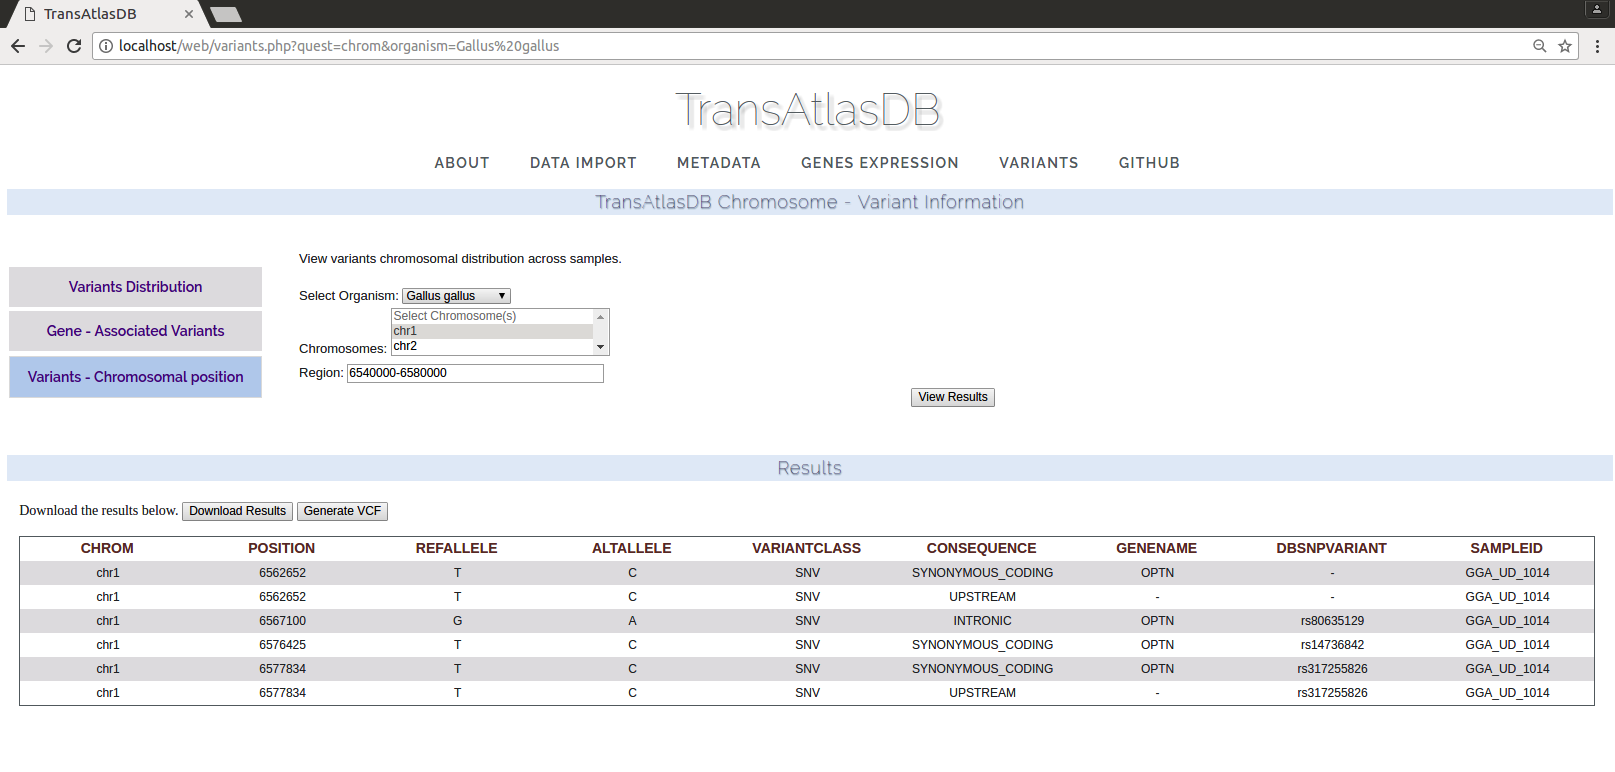 TransAtlasDB
localhost/web/variants.php?quest=chrom&organism=Gallus%20gallus
TransAtlasDB
ABOUT DATA IMPORT METADATA GENES EXPRESSION VARIANTS GITHUB
TransAtlasDB Chromosome - Variant Information
View variants chromosomal distribution across samples.
Variants Distribution
Gene - Associated Variants
Variants - Chromosomal position
Select Organism: Gallus gallus
Select Chromosome(s)
chr1
Chromosomes: chr2
Region: 6540000-6580000
View Results
Results
Download the results below. Download Results Generate VCF
CHROM POSITION REFALLELE ALTALLELE VARIANTCLASS CONSEQUENCE GENENAME DBSNPVARIANT SAMPLEID
chr1 6562652 T C SNV SYNONYMOUS_CODING OPTN - GGA_UD_1014
chr1 6562652 T C SNV UPSTREAM - - GGA_UD_1014
chr1 6567100 G A SNV INTRONIC OPTN rs80635129 GGA_UD_1014
chr1 6576425 T C SNV SYNONYMOUS_CODING OPTN rs14736842 GGA_UD_1014
chr1 6577834 T C SNV SYNONYMOUS_CODING OPTN rs317255826 GGA_UD_1014
chr1 6577834 T C SNV UPSTREAM - rs317255826 GGA_UD_1014